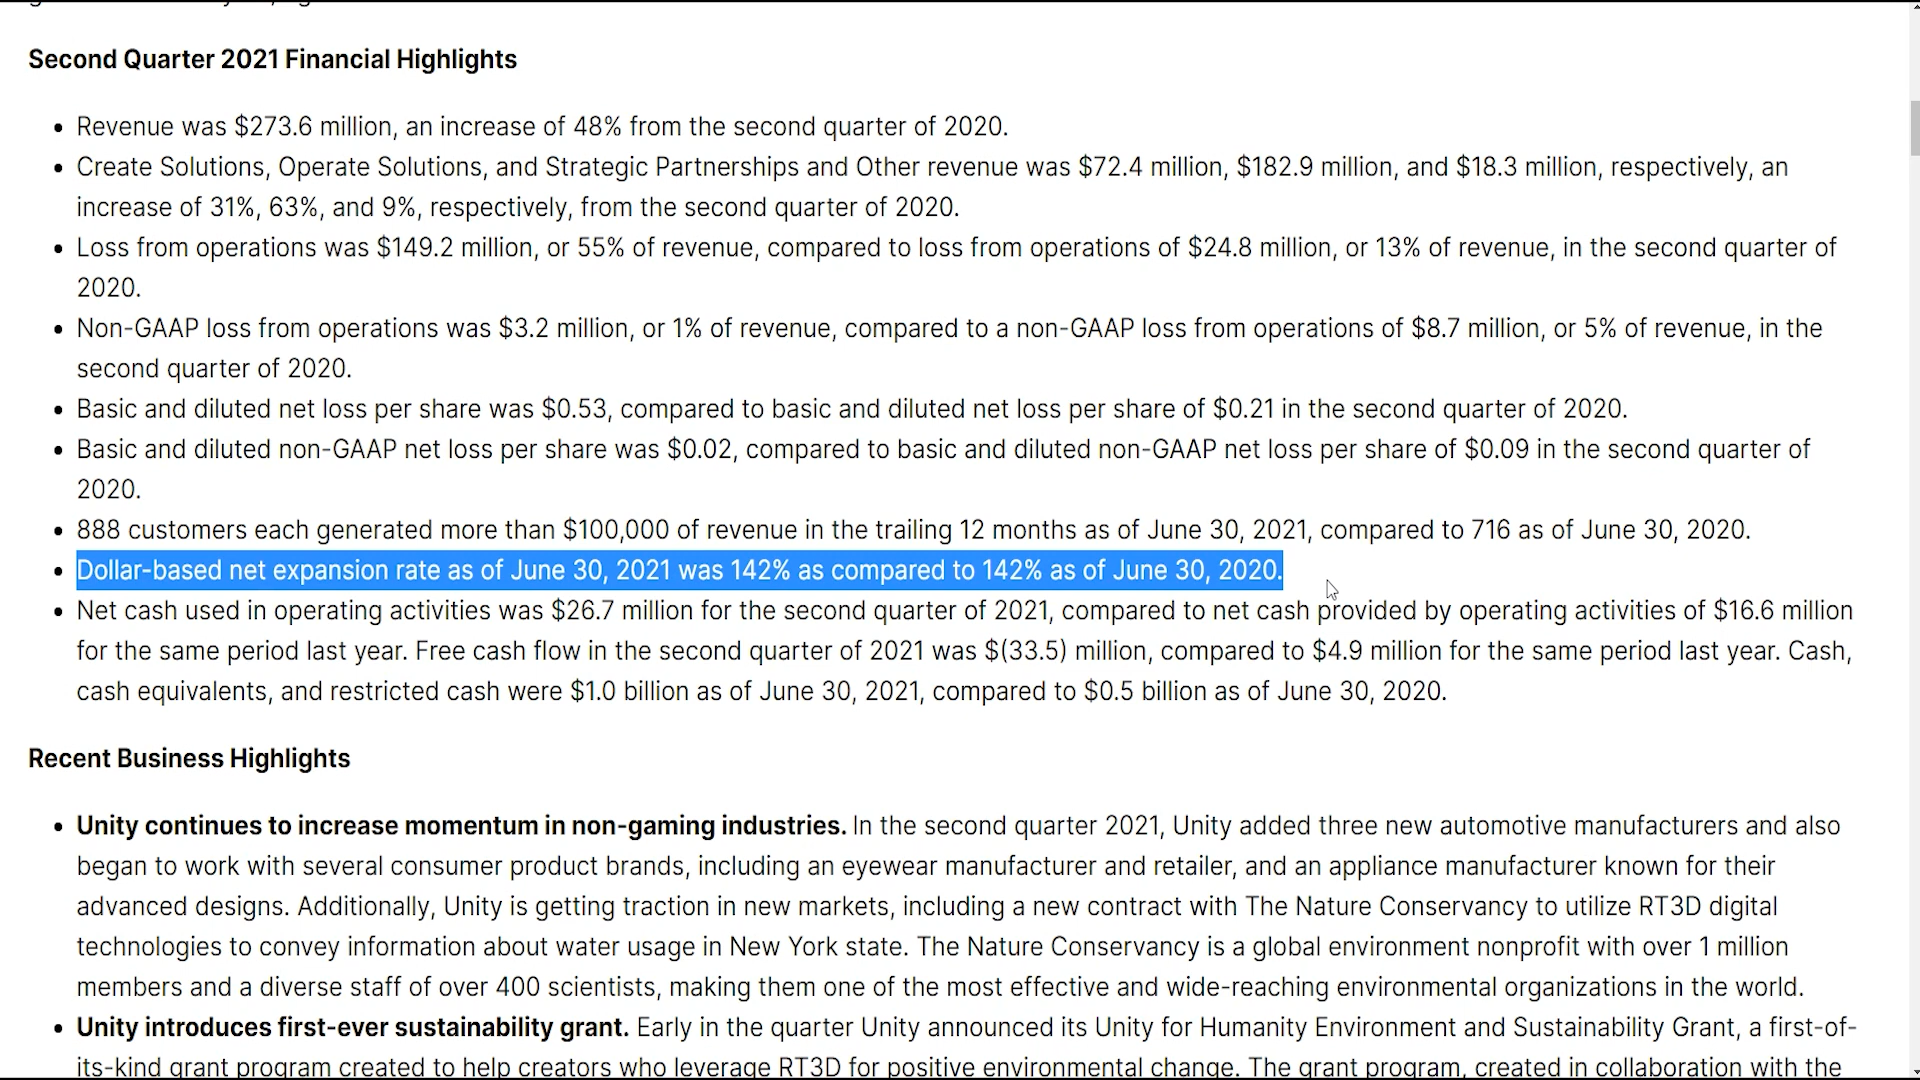 Second Quarter 2021 Financial Highlights
• Revenue was $273.6 million, an increase of 48% from the second quarter of 2020.
• Create Solutions, Operate Solutions, and Strategic Partnerships and Other revenue was $72.4 million, $182.9 million, and $18.3 million, respectively, an
increase of 31%, 63%, and 9%, respectively, from the second quarter of 2020.
• Loss from operations was $149.2 million, or 55% of revenue, compared to loss from operations of $24.8 million, or 13% of revenue, in the second quarter of
2020.
• Non-GAAP loss from operations was $3.2 million, or 1% of revenue, compared to a non-GAAP loss from operations of $8.7 million, or 5% of revenue, in the
second quarter of 2020.
• Basic and diluted net loss per share was $0.53, compared to basic and diluted net loss per share of $0.21 in the second quarter of 2020.
• Basic and diluted non-GAAP net loss per share was $0.02, compared to basic and diluted non-GAAP net loss per share of $0.09 in the second quarter of
2020.
• 888 customers each generated more than $100,000 of revenue in the trailing 12 months as of June 30, 2021, compared to 716 as of June 30, 2020.
• Dollar-based net expansion rate as of June 30, 2021 was 142% as compared to 142% as of June 30, 2020.
• Net cash used in operating activities was $26.7 million for the second quarter of 2021, compared to net cash provided by operating activities of $16.6 million
for the same period last year. Free cash flow in the second quarter of 2021 was $(33.5) million, compared to $4.9 million for the same period last year. Cash,
cash equivalents, and restricted cash were $1.0 billion as of June 30, 2021, compared to $0.5 billion as of June 30, 2020.
Recent Business Highlights
• Unity continues to increase momentum in non-gaming industries. In the second quarter 2021, Unity added three new automotive manufacturers and also
began to work with several consumer product brands, including an eyewear manufacturer and retailer, and an appliance manufacturer known for their
advanced designs. Additionally, Unity is getting traction in new markets, including a new contract with The Nature Conservancy to utilize RT3D digital
technologies to convey information about water usage in New York state. The Nature Conservancy is a global environment nonprofit with over 1 million
members and a diverse staff of over 400 scientists, making them one of the most effective and wide-reaching environmental organizations in the world.
• Unity introduces first-ever sustainability grant. Early in the quarter Unity announced its Unity for Humanity Environment and Sustainability Grant, a first-of-
its-kind grant program created to help creators who leverage RT3D for positive environmental change. The grant program, created in collaboration with the